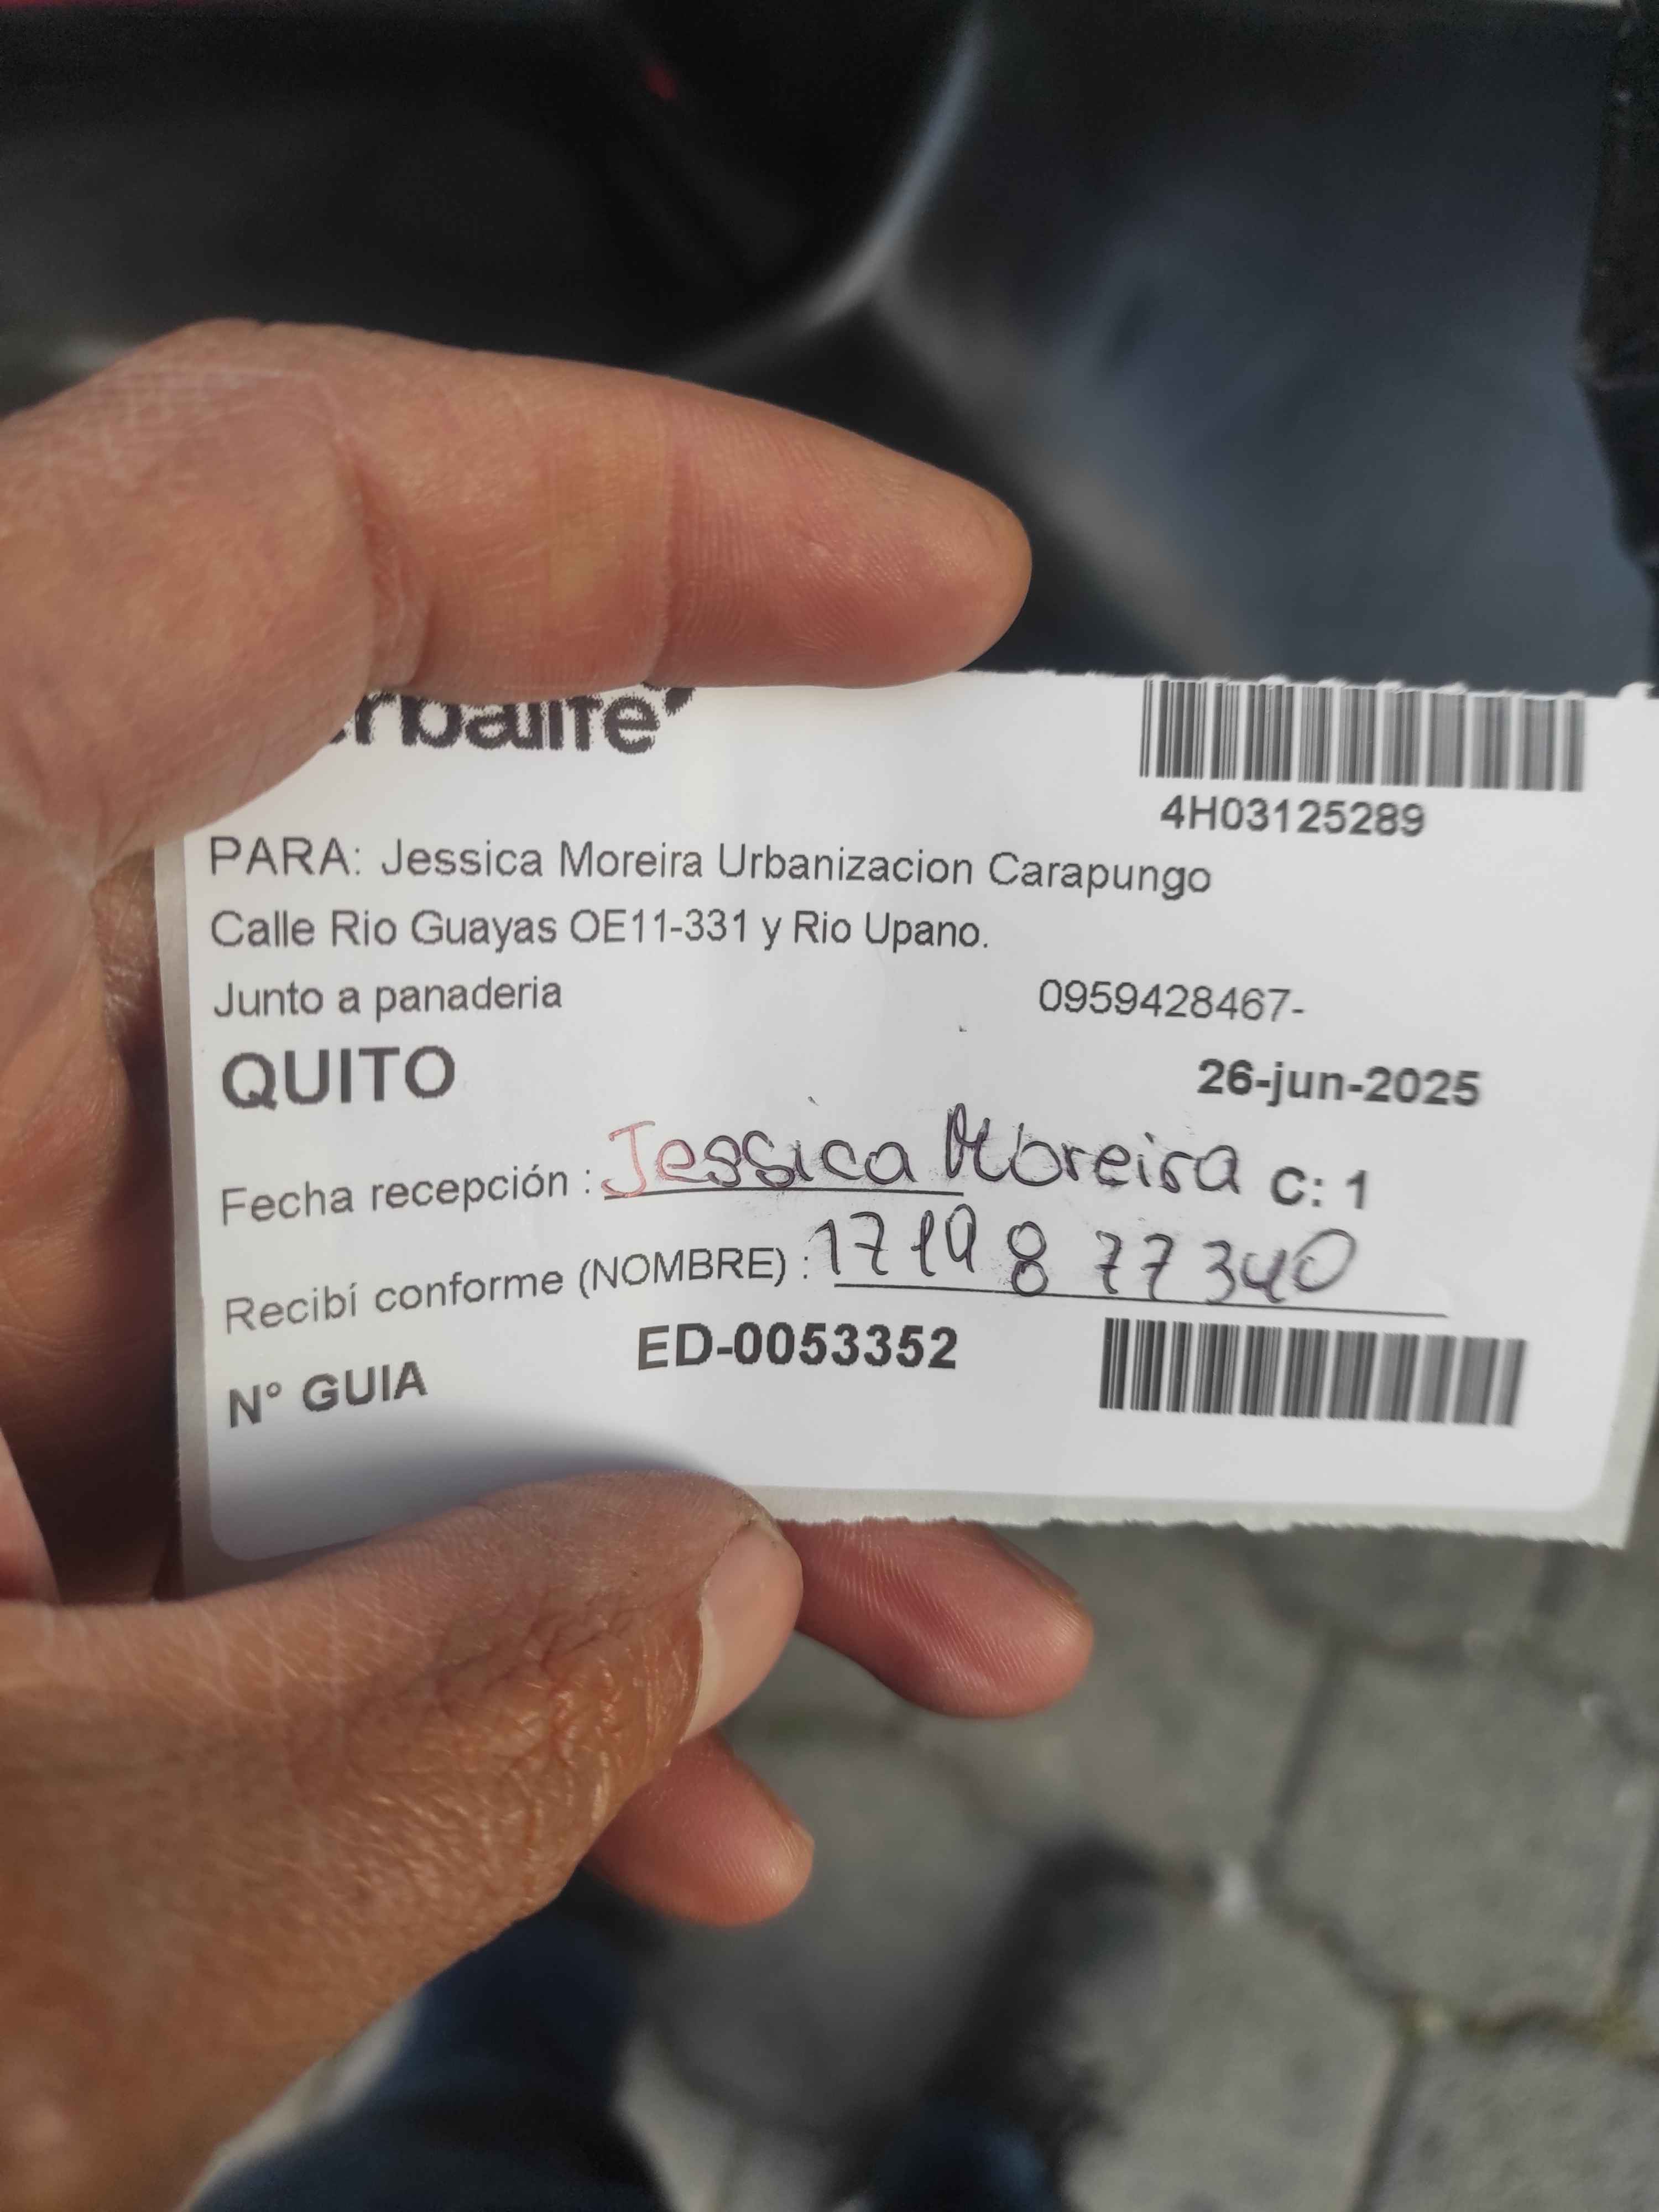 erbalife
4H03125289
PARA: Jessica Moreira Urbanizacion Carapungo
Calle Rio Guayas OE11-331 y Rio Upano.
Junto a panaderia 0959428467-
QUITO 26-jun-2025
Fecha recepción : Jessica Moreira C: 1
Recibí conforme (NOMBRE) : 1719877340
N° GUIA ED-0053352